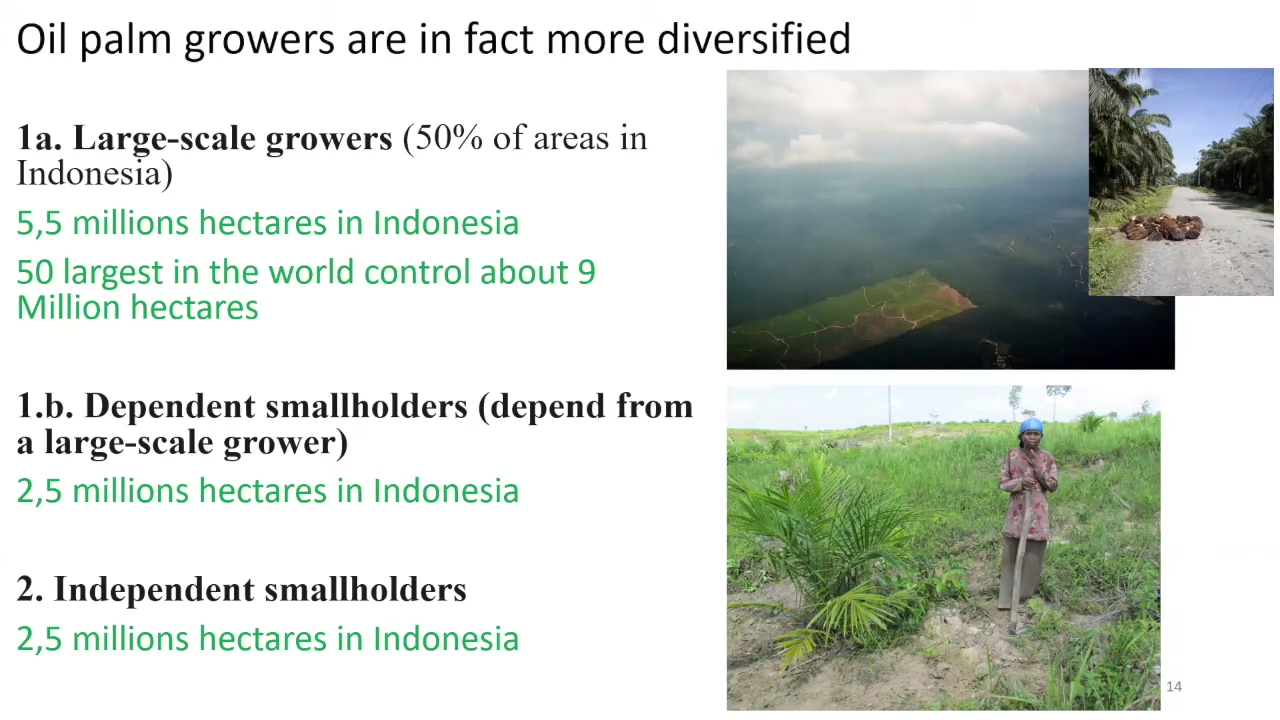 Oil palm growers are in fact more diversified
1a. Large-scale growers (50% of areas in
Indonesia)
5,5 millions hectares in Indonesia
50 largest in the world control about 9
Million hectares
1.b. Dependent smallholders (depend from
a large-scale grower)
2,5 millions hectares in Indonesia
2. Independent smallholders
2,5 millions hectares in Indonesia
14